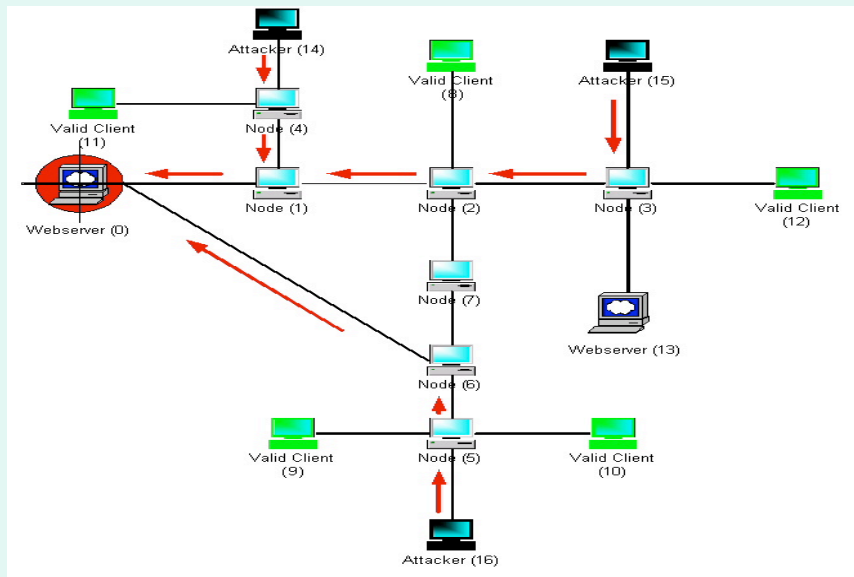 Attacker (14)
Valid Client
(8)
Attacker (15)
Valid Client
(11)
Node (4)
Webserver (0)
Node (1)
Node (2)
Node (3)
Valid Client
(12)
Node (7)
Webserver (13)
Node (6)
Valid Client
(9)
Node (5)
Valid Client
(10)
Attacker (16)